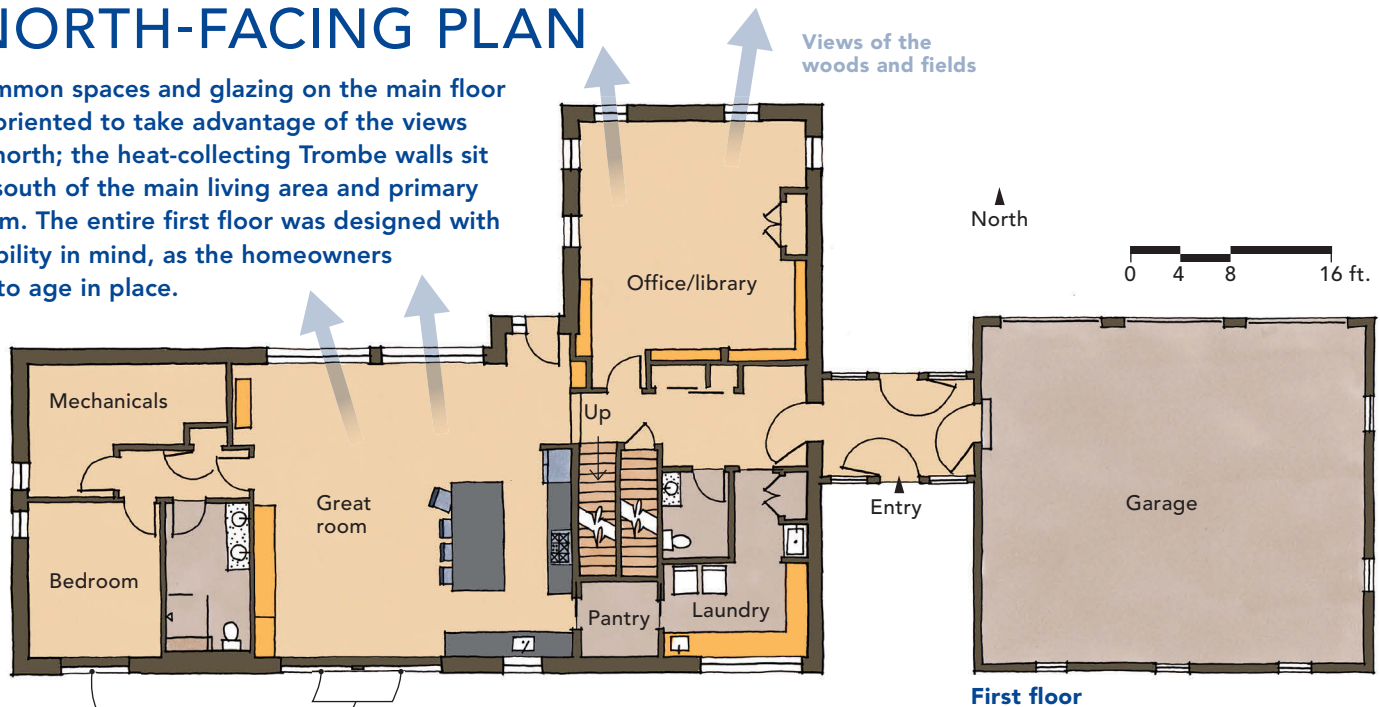 NORTH-FACING PLAN
mmon spaces and glazing on the main floor
oriented to take advantage of the views
north; the heat-collecting Trombe walls sit
south of the main living area and primary
m. The entire first floor was designed with
bility in mind, as the homeowners
to age in place.
Views of the
woods and fields
North
0 4 8 16 ft.
Office/library
Mechanicals
Up
Great
room
Entry
Garage
Bedroom
Pantry
Laundry
First floor